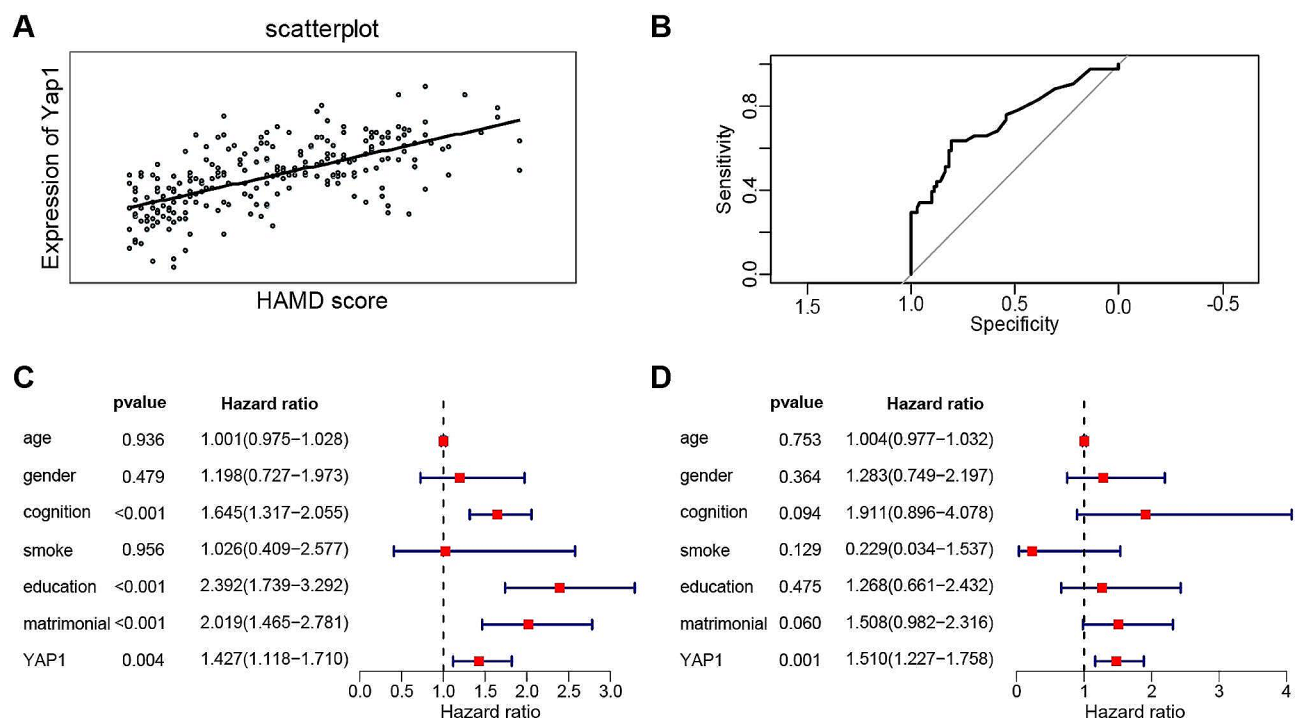 A
scatterplot
Expression of Yap1
HAMD score
B
Sensitivity
0.8
0.4
0.0
1.5 1.0 0.5 0.0 -0.5
Specificity
C
pvalue Hazard ratio
age 0.936 1.001(0.975−1.028)
gender 0.479 1.198(0.727−1.973)
cognition <0.001 1.645(1.317−2.055)
smoke 0.956 1.026(0.409−2.577)
education <0.001 2.392(1.739−3.292)
matrimonial <0.001 2.019(1.465−2.781)
YAP1 0.004 1.427(1.118−1.710)
0.0 0.5 1.0 1.5 2.0 2.5 3.0
Hazard ratio
D
pvalue Hazard ratio
age 0.753 1.004(0.977−1.032)
gender 0.364 1.283(0.749−2.197)
cognition 0.094 1.911(0.896−4.078)
smoke 0.129 0.229(0.034−1.537)
education 0.475 1.268(0.661−2.432)
matrimonial 0.060 1.508(0.982−2.316)
YAP1 0.001 1.510(1.227−1.758)
0 1 2 3 4
Hazard ratio